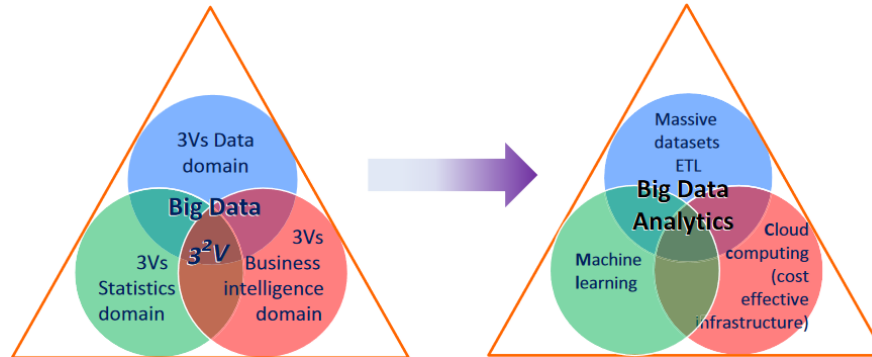 3Vs Data
domain
Big Data
3²V
3Vs
Statistics
domain
3Vs
Business
intelligence
domain
Massive
datasets
ETL
Big Data
Analytics
Machine
learning
Cloud
computing
(cost
effective
infrastructure)